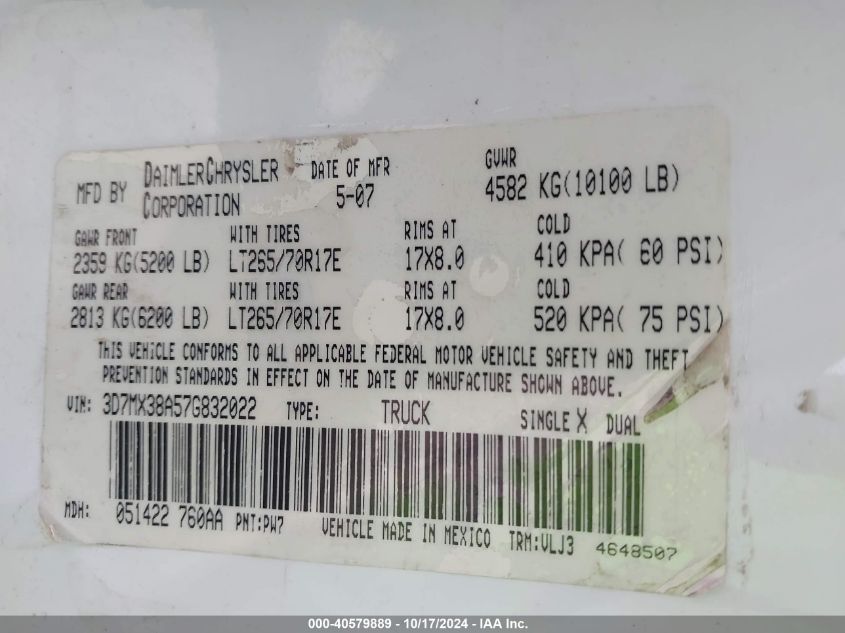 MFD BY DAIMLERCHRYSLER CORPORATION DATE OF MFR 5-07 GVWR 4582 KG(10100 LB)
GAWR FRONT WITH TIRES RIMS AT COLD
2359 KG(5200 LB) LT265/70R17E 17X8.0 410 KPA( 60 PSI)
GAWR REAR WITH TIRES RIMS AT COLD
2813 KG(6200 LB) LT265/70R17E 17X8.0 520 KPA( 75 PSI)
THIS VEHICLE CONFORMS TO ALL APPLICABLE FEDERAL MOTOR VEHICLE SAFETY AND THEFT
PREVENTION STANDARDS IN EFFECT ON THE DATE OF MANUFACTURE SHOWN ABOVE.
VIN: 3D7MX38A57G832022 TYPE: TRUCK SINGLE X DUAL
MDH: 051422 760AA PNT:PW7 VEHICLE MADE IN MEXICO TRM:VLJ3 4648507
000-40579889 - 10/17/2024 - IAA Inc.